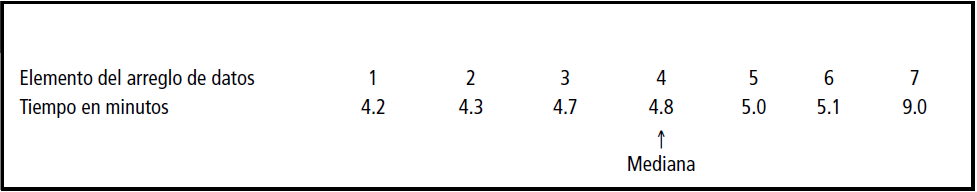 Elemento del arreglo de datos 1 2 3 4 5 6 7
Tiempo en minutos 4.2 4.3 4.7 4.8 5.0 5.1 9.0
↑
Mediana